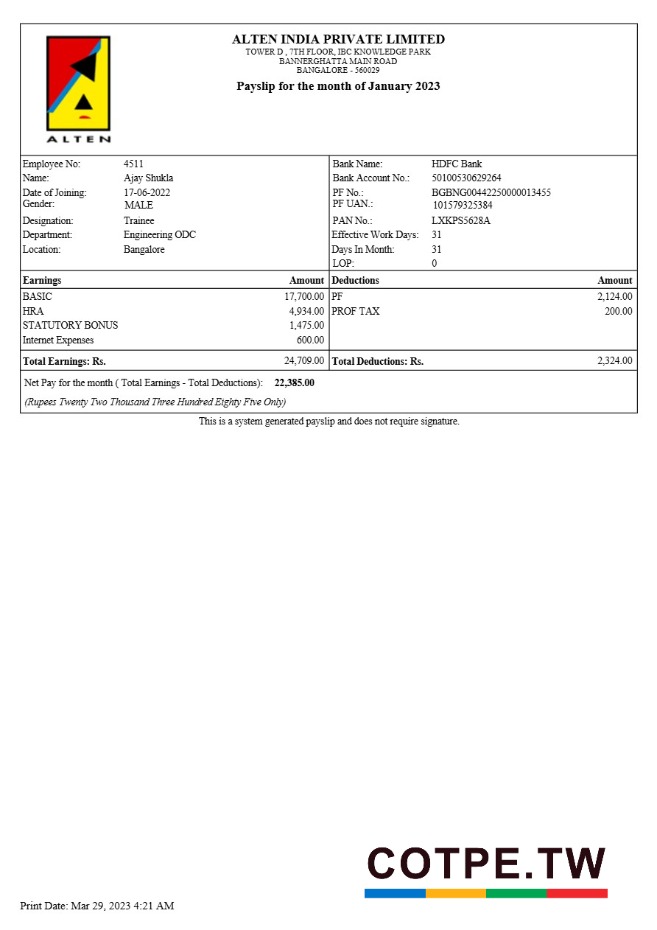 ALTEN INDIA PRIVATE LIMITED
TOWER D , 7TH FLOOR, IBC KNOWLEDGE PARK
BANNERGHATTA MAIN ROAD
BANGALORE - 560029
Payslip for the month of January 2023
ALTEN
Employee No: 4511 Bank Name: HDFC Bank
Name: Ajay Shukla Bank Account No.: 50100530629264
Date of Joining: 17-06-2022 PF No.: BGBNG00442250000013455
Gender: MALE PF UAN.: 101579325384
Designation: Trainee PAN No.: LXKPS5628A
Department: Engineering ODC Effective Work Days: 31
Location: Bangalore Days In Month: 31
LOP: 0
Earnings Amount Deductions Amount
BASIC 17,700.00 PF 2,124.00
HRA 4,934.00 PROF TAX 200.00
STATUTORY BONUS 1,475.00
Internet Expenses 600.00
Total Earnings: Rs. 24,709.00 Total Deductions: Rs. 2,324.00
Net Pay for the month ( Total Earnings - Total Deductions): 22,385.00
(Rupees Twenty Two Thousand Three Hundred Eighty Five Only)
This is a system generated payslip and does not require signature.
COTPE.TW
Print Date: Mar 29, 2023 4:21 AM